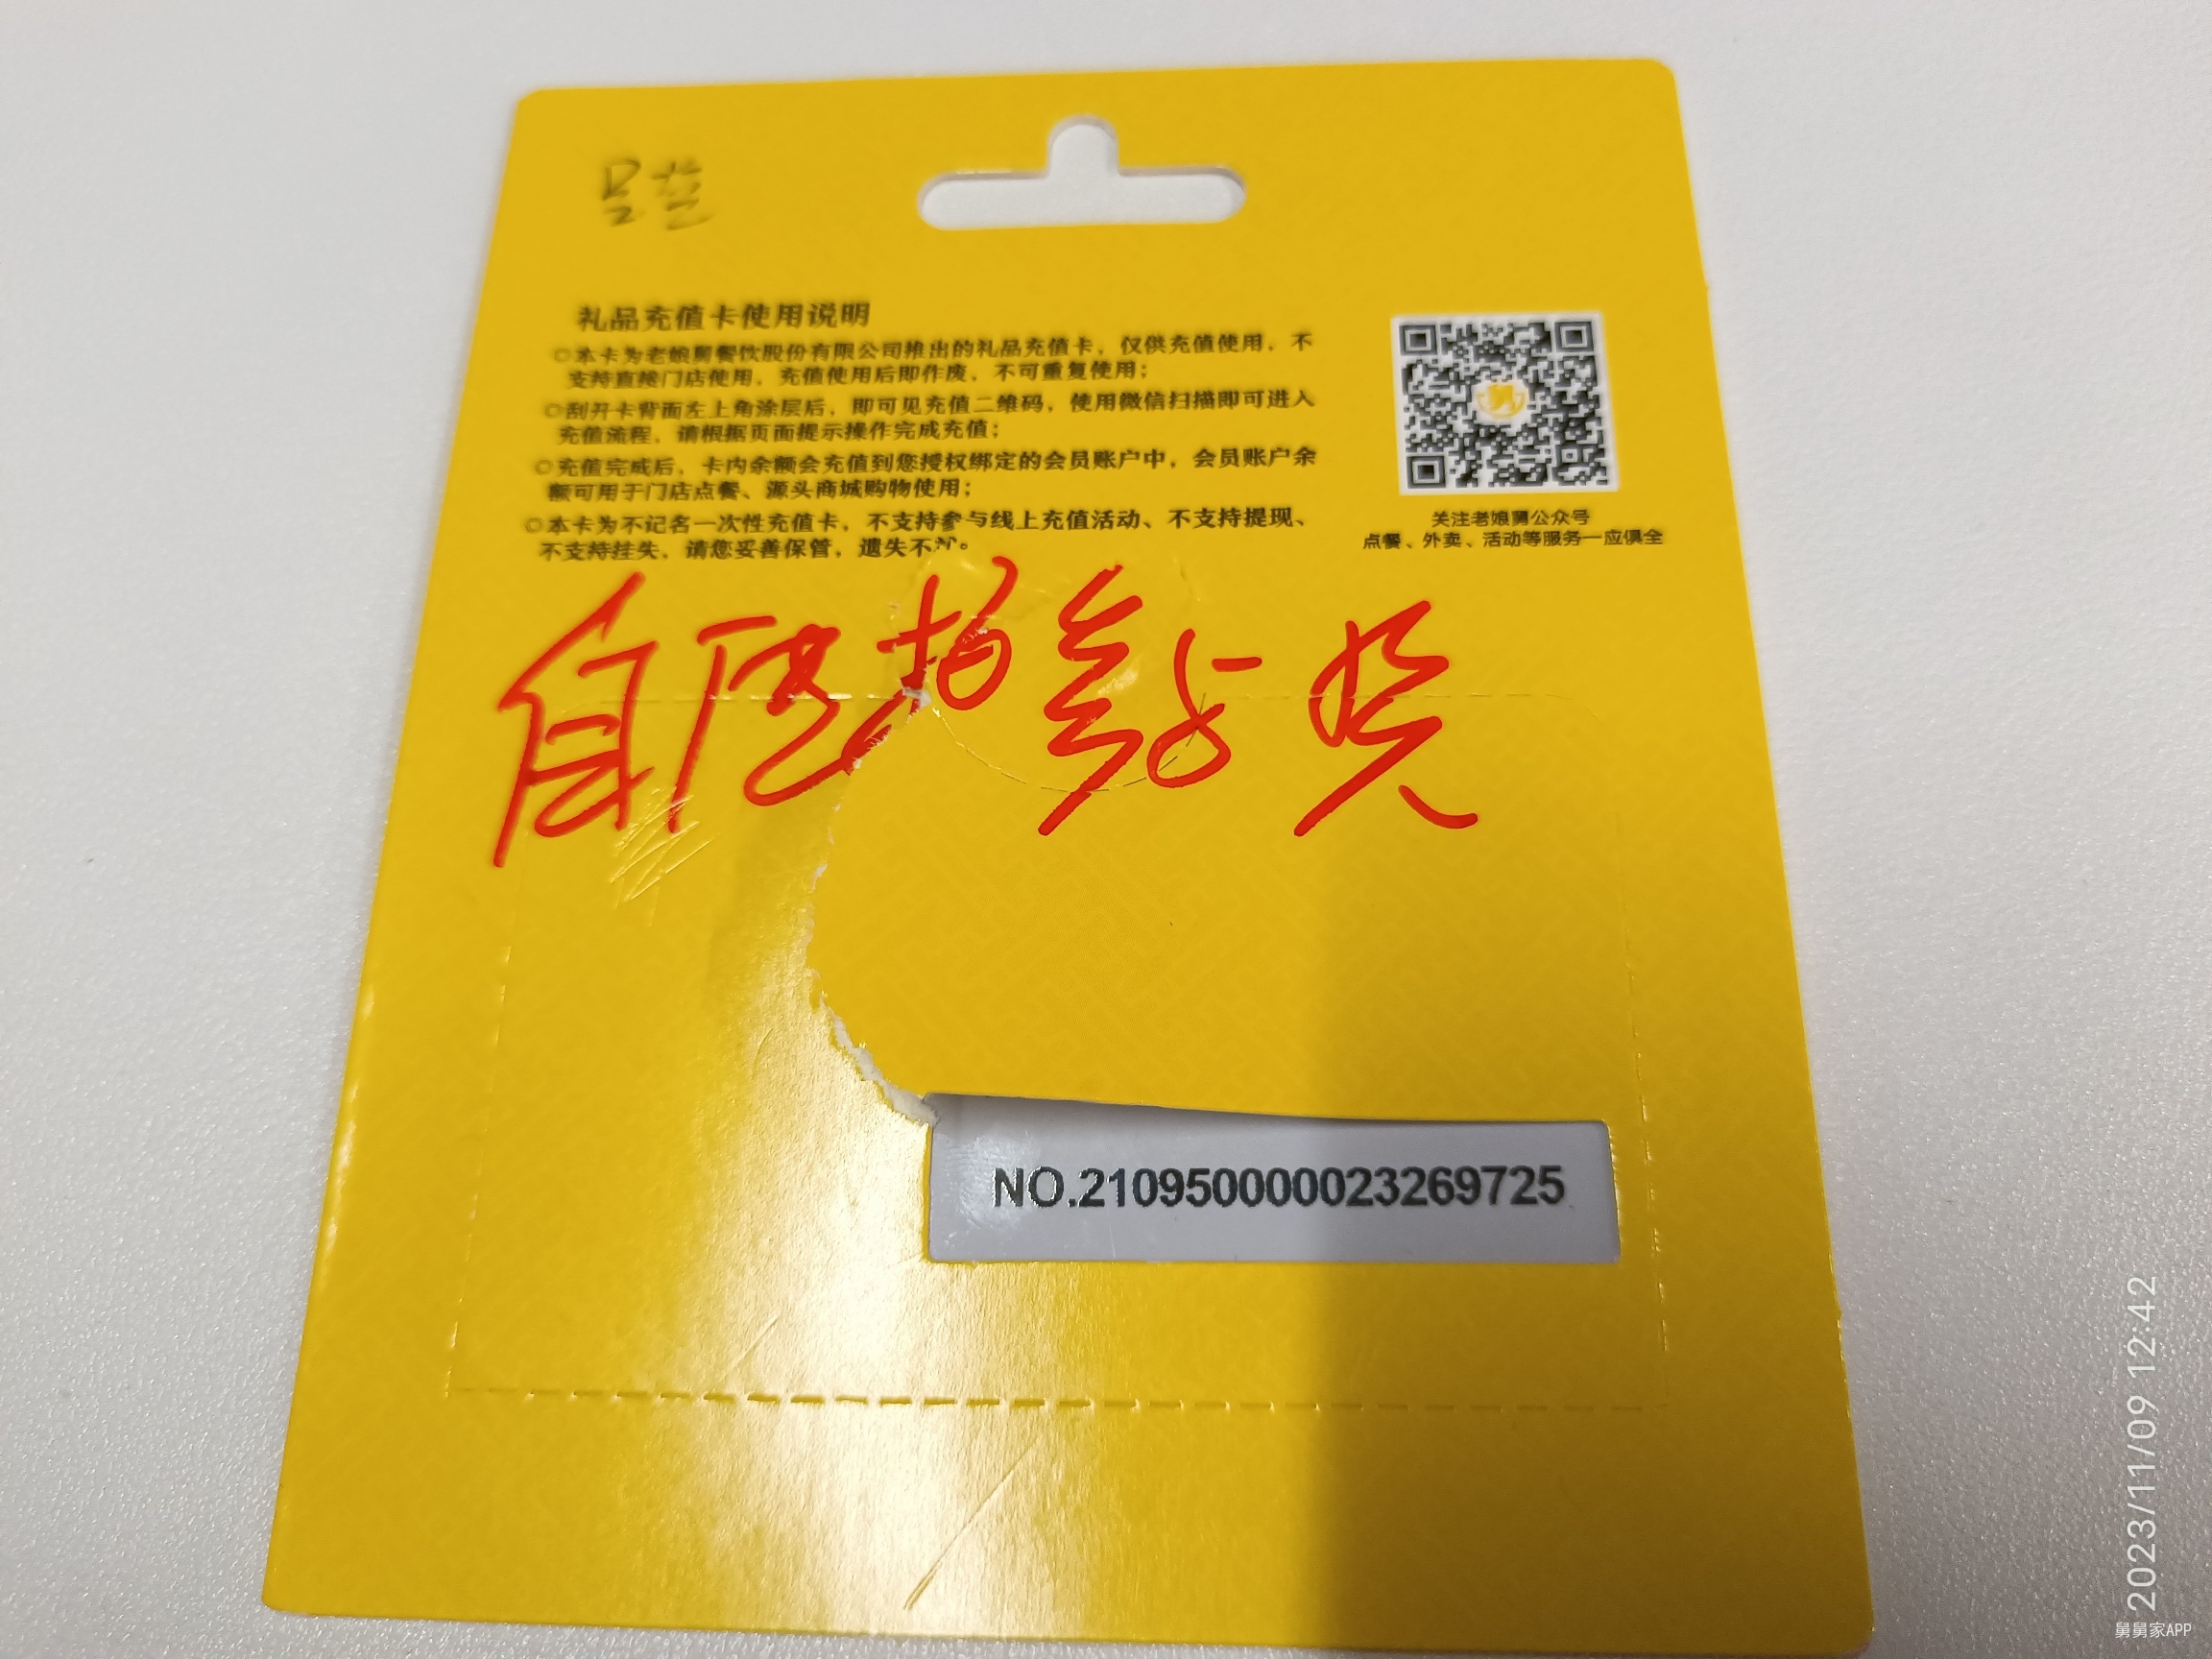 礼品充值卡使用说明
○本卡为老娘舅餐饮股份有限公司推出的礼品充值卡，仅供充值使用，不
支持直接门店使用，充值使用后即作废，不可重复使用；
○刮开卡背面左上角涂层后，即可见充值二维码，使用微信扫描即可进入
充值流程，请根据页面提示操作完成充值；
○充值完成后，卡内余额会充值到您授权绑定的会员账户中，会员账户余
额可用于门店点餐、源头商城购物使用；
○本卡为不记名一次性充值卡，不支持参与线上充值活动、不支持提现、
不支持挂失，请您妥善保管，遗失不补。
关注老娘舅公众号
点餐、外卖、活动等服务一应俱全
自原拍参与奖
NO.210950000023269725
2023/11/09 12:42
舅舅家APP